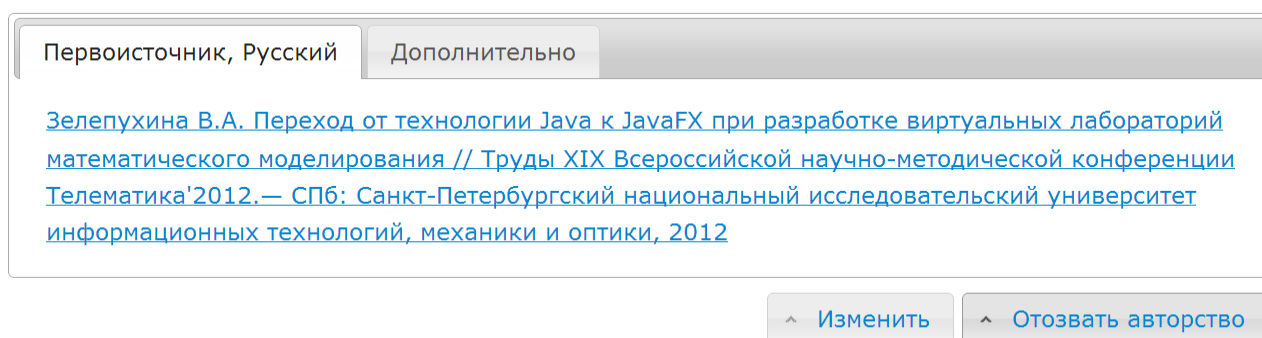 Первоисточник, Русский Дополнительно
Зелепухина В.А. Переход от технологии Java к JavaFX при разработке виртуальных лабораторий
математического моделирования // Труды XIX Всероссийской научно-методической конференции
Телематика'2012.— СПб: Санкт-Петербургский национальный исследовательский университет
информационных технологий, механики и оптики, 2012
Изменить Отозвать авторство